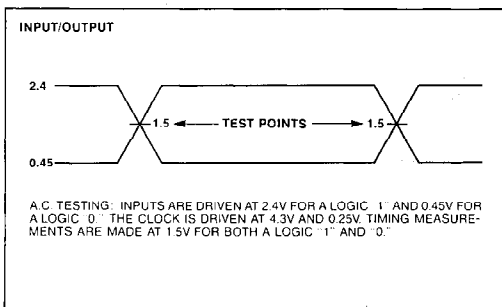 INPUT/OUTPUT
2.4
1.5 TEST POINTS 1.5
0.45
A.C. TESTING: INPUTS ARE DRIVEN AT 2.4V FOR A LOGIC "1" AND 0.45V FOR
A LOGIC "0." THE CLOCK IS DRIVEN AT 4.3V AND 0.25V. TIMING MEASURE-
MENTS ARE MADE AT 1.5V FOR BOTH A LOGIC "1" AND "0."